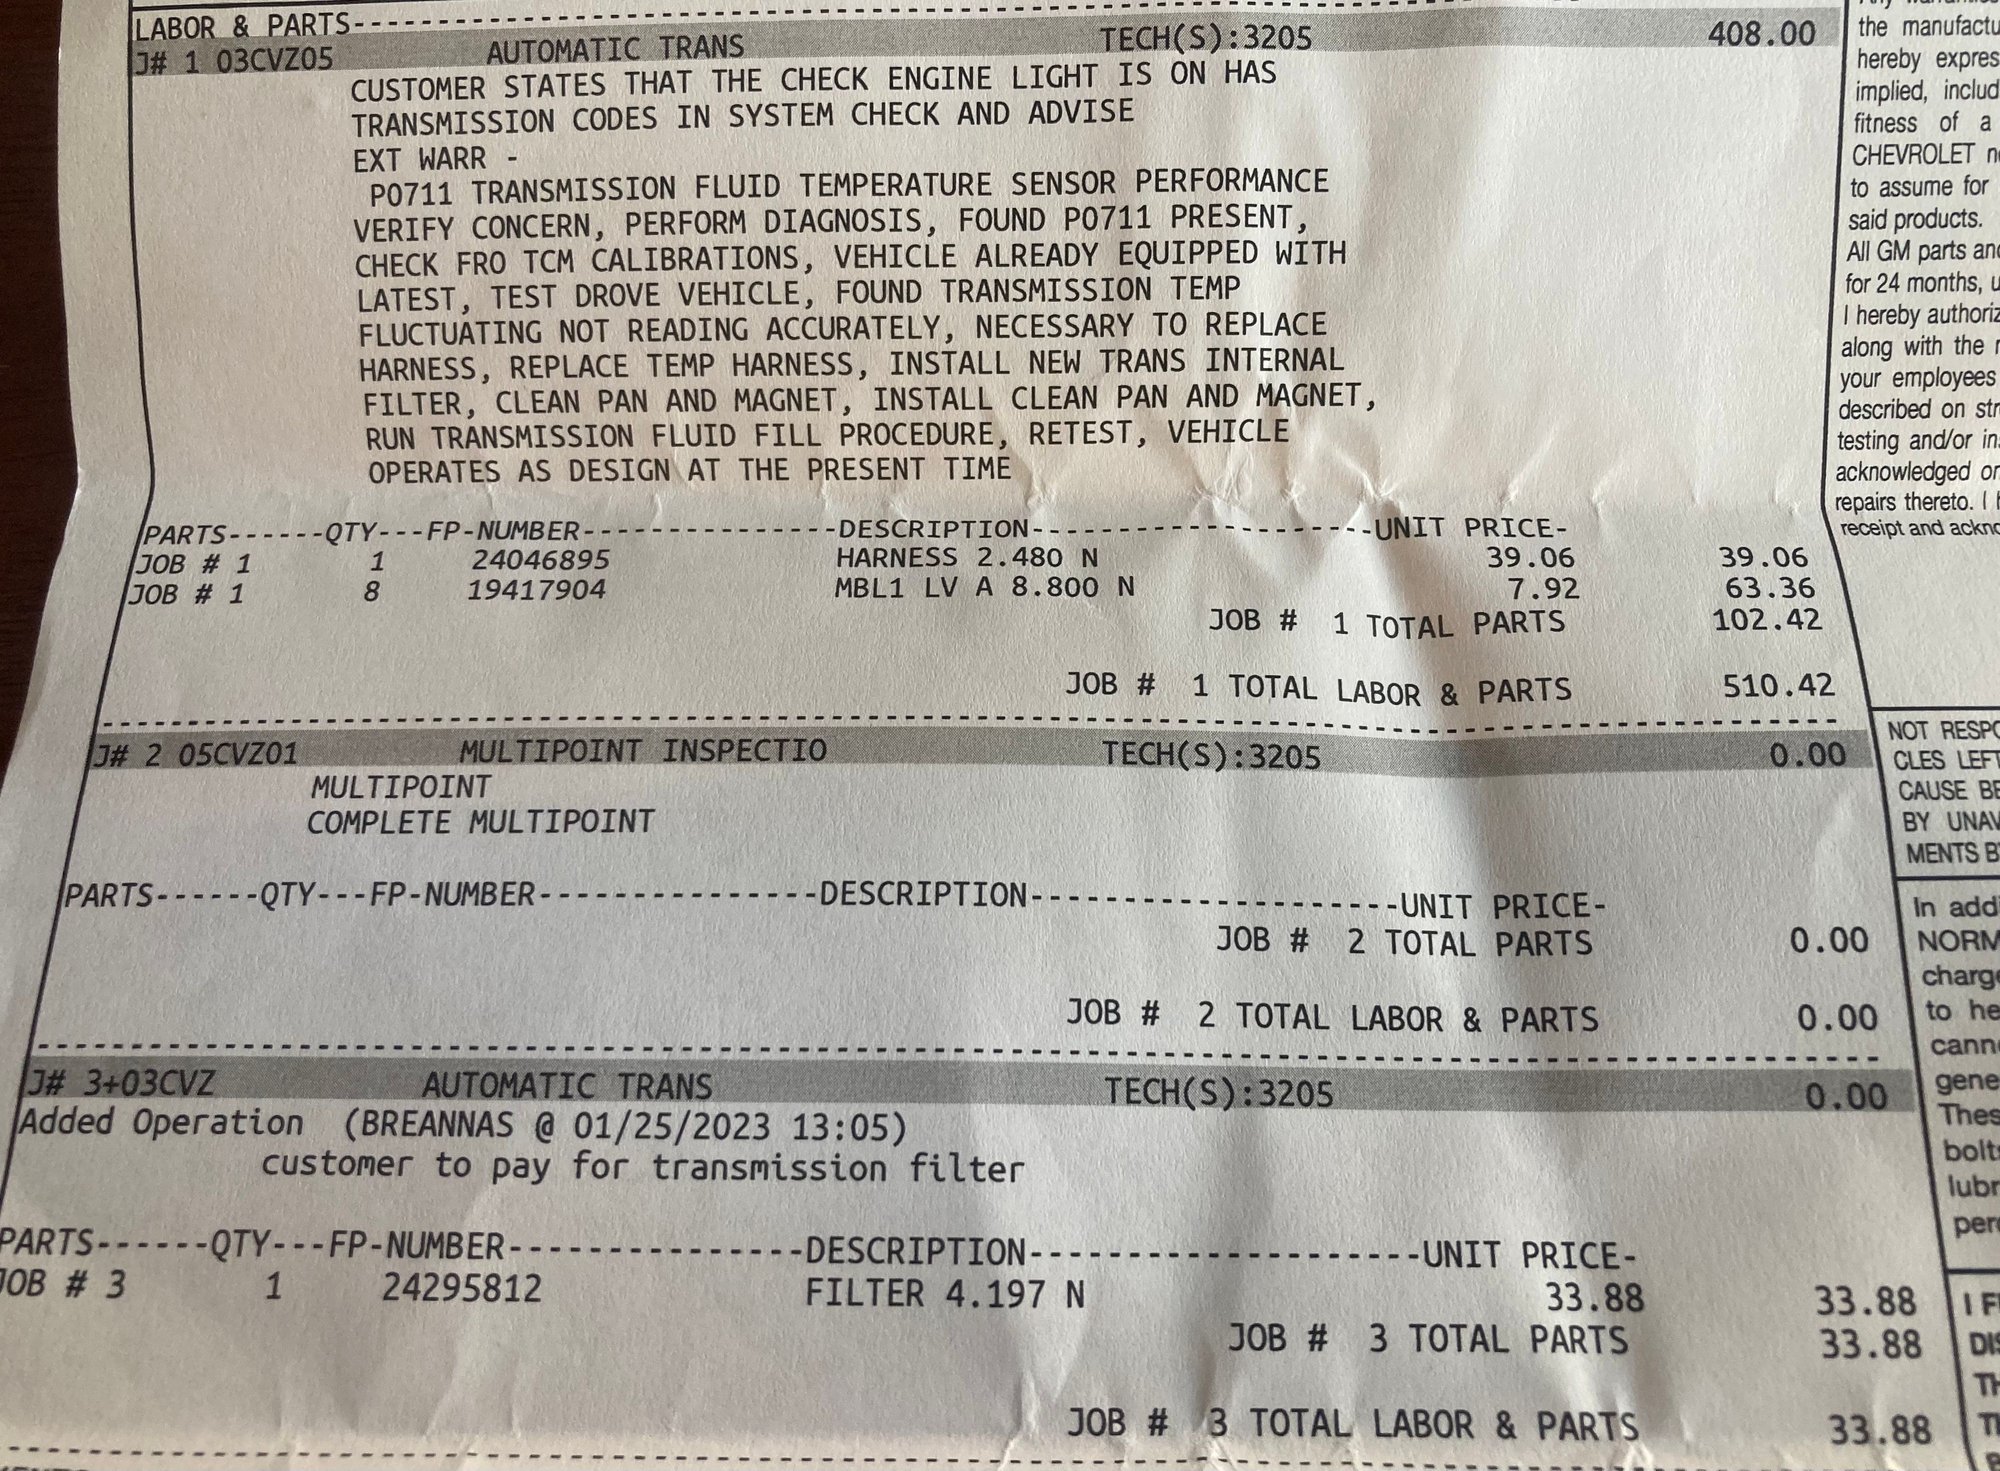 LABOR & PARTS--------------------------------
J# 1 03CVZ05 AUTOMATIC TRANS TECH(S):3205 408.00
CUSTOMER STATES THAT THE CHECK ENGINE LIGHT IS ON HAS
TRANSMISSION CODES IN SYSTEM CHECK AND ADVISE
EXT WARR -
P0711 TRANSMISSION FLUID TEMPERATURE SENSOR PERFORMANCE
VERIFY CONCERN, PERFORM DIAGNOSIS, FOUND P0711 PRESENT,
CHECK FRO TCM CALIBRATIONS, VEHICLE ALREADY EQUIPPED WITH
LATEST, TEST DROVE VEHICLE, FOUND TRANSMISSION TEMP
FLUCTUATING NOT READING ACCURATELY, NECESSARY TO REPLACE
HARNESS, REPLACE TEMP HARNESS, INSTALL NEW TRANS INTERNAL
FILTER, CLEAN PAN AND MAGNET, INSTALL CLEAN PAN AND MAGNET,
RUN TRANSMISSION FLUID FILL PROCEDURE, RETEST, VEHICLE
OPERATES AS DESIGN AT THE PRESENT TIME
PARTS------QTY---FP-NUMBER---------------DESCRIPTION--------------------UNIT PRICE-
JOB # 1 1 24046895 HARNESS 2.480 N 39.06 39.06
JOB # 1 8 19417904 MBL1 LV A 8.800 N 7.92 63.36
JOB # 1 TOTAL PARTS 102.42
JOB # 1 TOTAL LABOR & PARTS 510.42
J# 2 05CVZ01 MULTIPOINT INSPECTIO TECH(S):3205 0.00
MULTIPOINT
COMPLETE MULTIPOINT
PARTS------QTY---FP-NUMBER---------------DESCRIPTION--------------------UNIT PRICE-
JOB # 2 TOTAL PARTS 0.00
JOB # 2 TOTAL LABOR & PARTS 0.00
J# 3+03CVZ AUTOMATIC TRANS TECH(S):3205 0.00
Added Operation (BREANNAS @ 01/25/2023 13:05)
customer to pay for transmission filter
PARTS------QTY---FP-NUMBER---------------DESCRIPTION--------------------UNIT PRICE-
JOB # 3 1 24295812 FILTER 4.197 N 33.88 33.88
JOB # 3 TOTAL PARTS 33.88
JOB # 3 TOTAL LABOR & PARTS 33.88
the manufactu
hereby expres
implied, includ
fitness of a
CHEVROLET
to assume for
said products.
All GM parts and
for 24 months, u
I hereby authoriz
along with the
your employees
described on str
testing and/or in
acknowledged or
repairs thereto. I
receipt and ackno
NOT RESPO
CLES LEFT
CAUSE BE
BY UNAV
MENTS B
In addi
NORM
charge
to he
cann
gene
Thes
bolts
lubr
per
I F
DIS